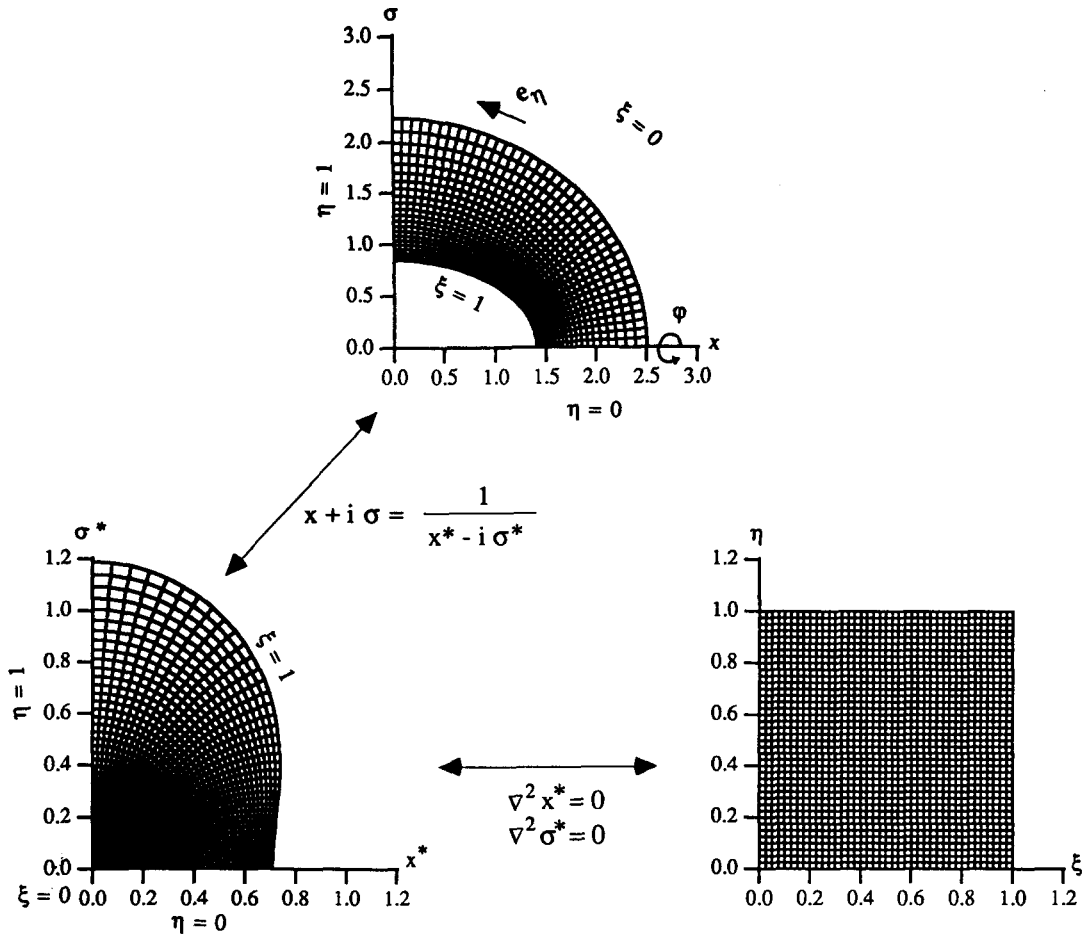 σ
3.0
2.5
2.0
1.5
1.0
0.5
0.0
η = 1
eη
ξ = 0
ξ = 1
φ
x
0.0 0.5 1.0 1.5 2.0 2.5 3.0
η = 0
x + i σ = 1 / (x* - i σ*)
σ*
1.2
1.0
0.8
0.6
0.4
0.2
0.0
η = 1
ξ = 1
x*
ξ = 0
0.0 0.2 0.4 0.6 0.8 1.0 1.2
η = 0
∇² x* = 0
∇² σ* = 0
η
1.2
1.0
0.8
0.6
0.4
0.2
0.0
ξ
0.0 0.2 0.4 0.6 0.8 1.0 1.2